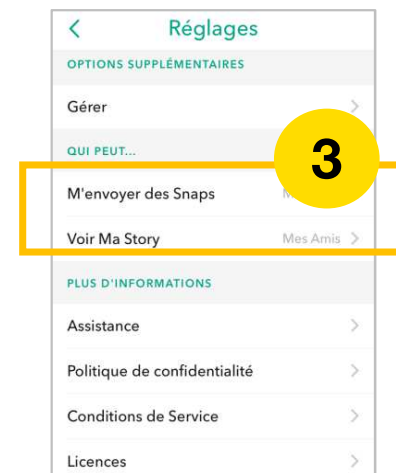 Réglages
OPTIONS SUPPLÉMENTAIRES
Gérer
QUI PEUT...
3
M'envoyer des Snaps
Voir Ma Story Mes Amis
PLUS D'INFORMATIONS
Assistance
Politique de confidentialité
Conditions de Service
Licences